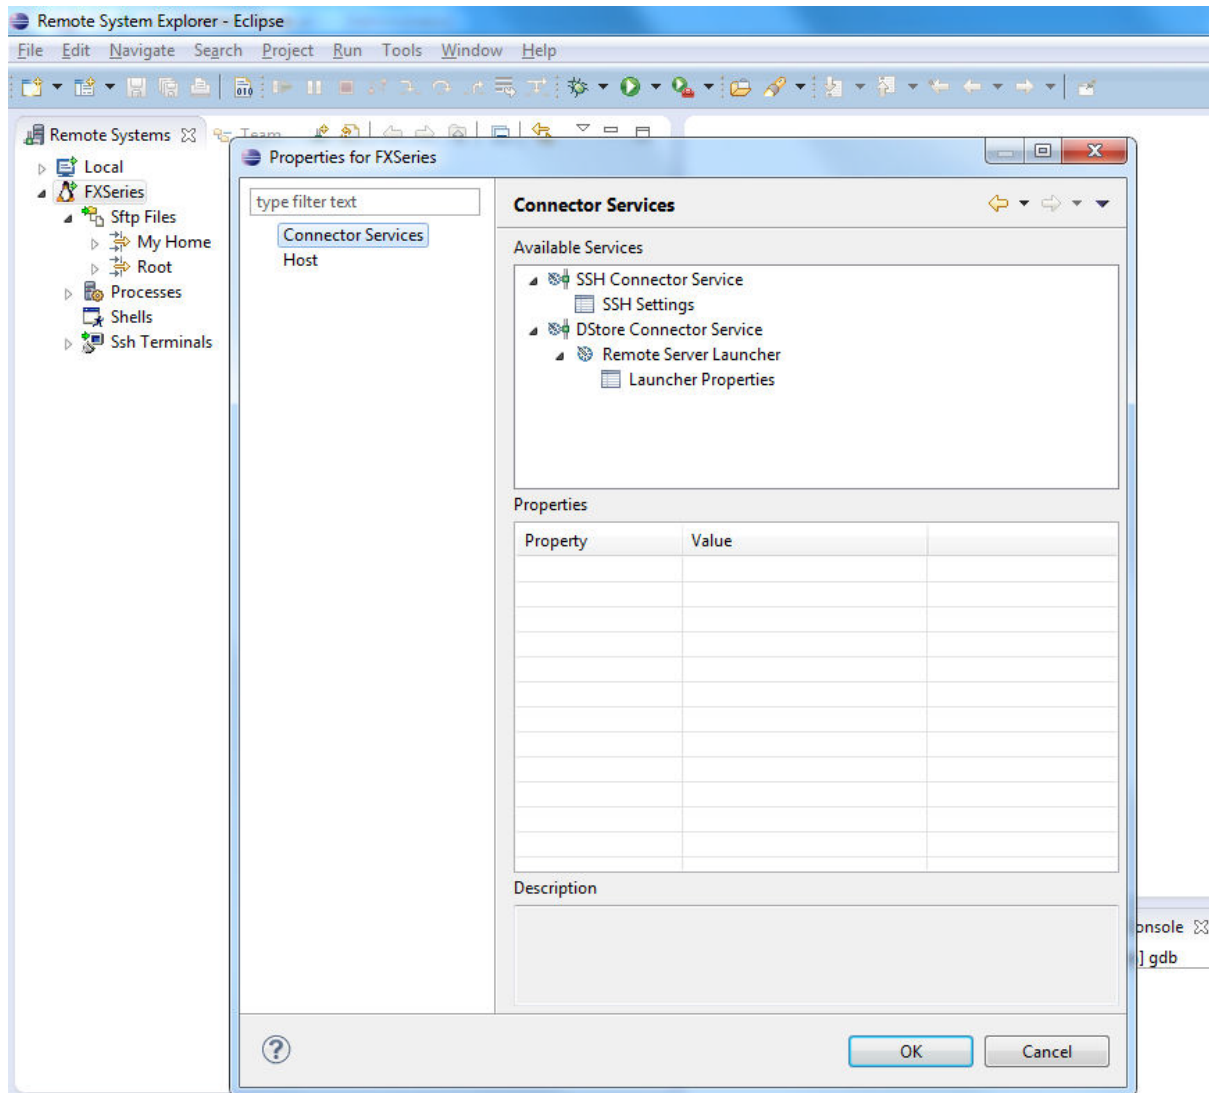 Remote System Explorer - Eclipse
File Edit Navigate Search Project Run Tools Window Help
010
Remote Systems Team
Local
FXSeries
Sftp Files
My Home
Root
Processes
Shells
Ssh Terminals
Properties for FXSeries
type filter text
Connector Services
Host
Connector Services
Available Services
SSH Connector Service
SSH Settings
DStore Connector Service
Remote Server Launcher
Launcher Properties
Properties
Property Value
Description
OK Cancel
onsole
] gdb